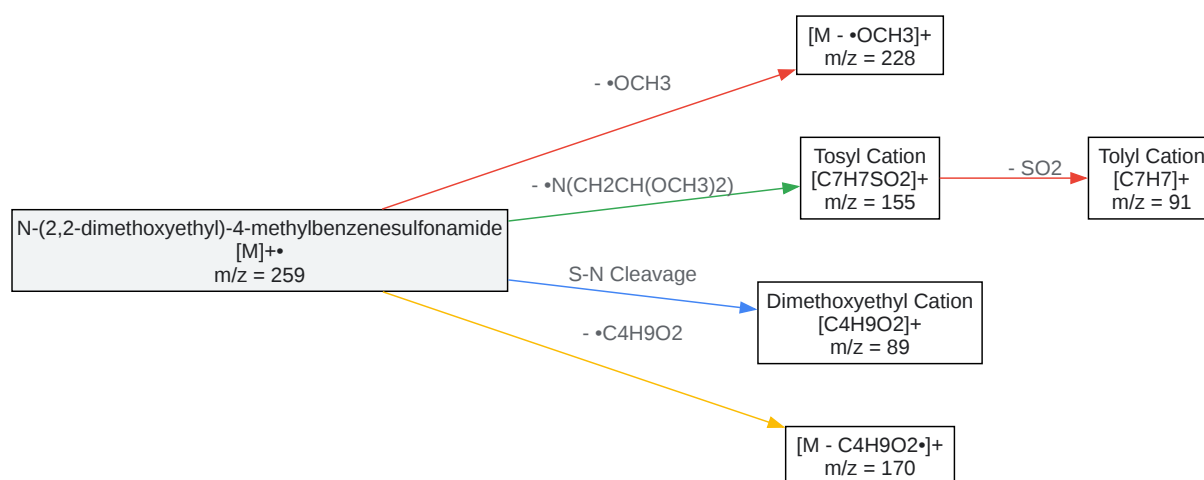 [M - •OCH3]+
m/z = 228
- •OCH3
Tosyl Cation
[C7H7SO2]+
m/z = 155
- SO2
Tolyl Cation
[C7H7]+
m/z = 91
- •N(CH2CH(OCH3)2)
N-(2,2-dimethoxyethyl)-4-methylbenzenesulfonamide
[M]+•
m/z = 259
S-N Cleavage
Dimethoxyethyl Cation
[C4H9O2]+
m/z = 89
- •C4H9O2
[M - C4H9O2•]+
m/z = 170